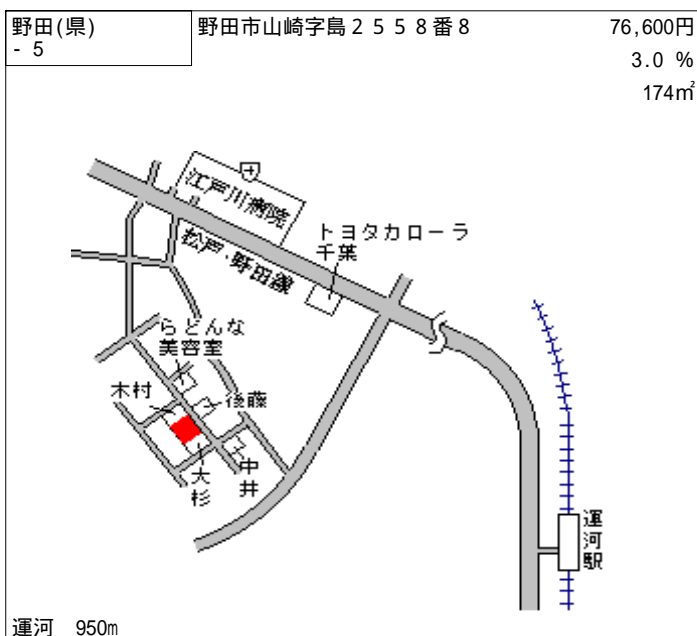 野田(県)
- 5
野田市山崎字島２５５８番８
76,600円
3.0 %
174㎡
江戸川病院
松戸・野田線
トヨタカローラ
千葉
らどんな
美容室
木村
後藤
大杉
中井
運河駅
運河 950m